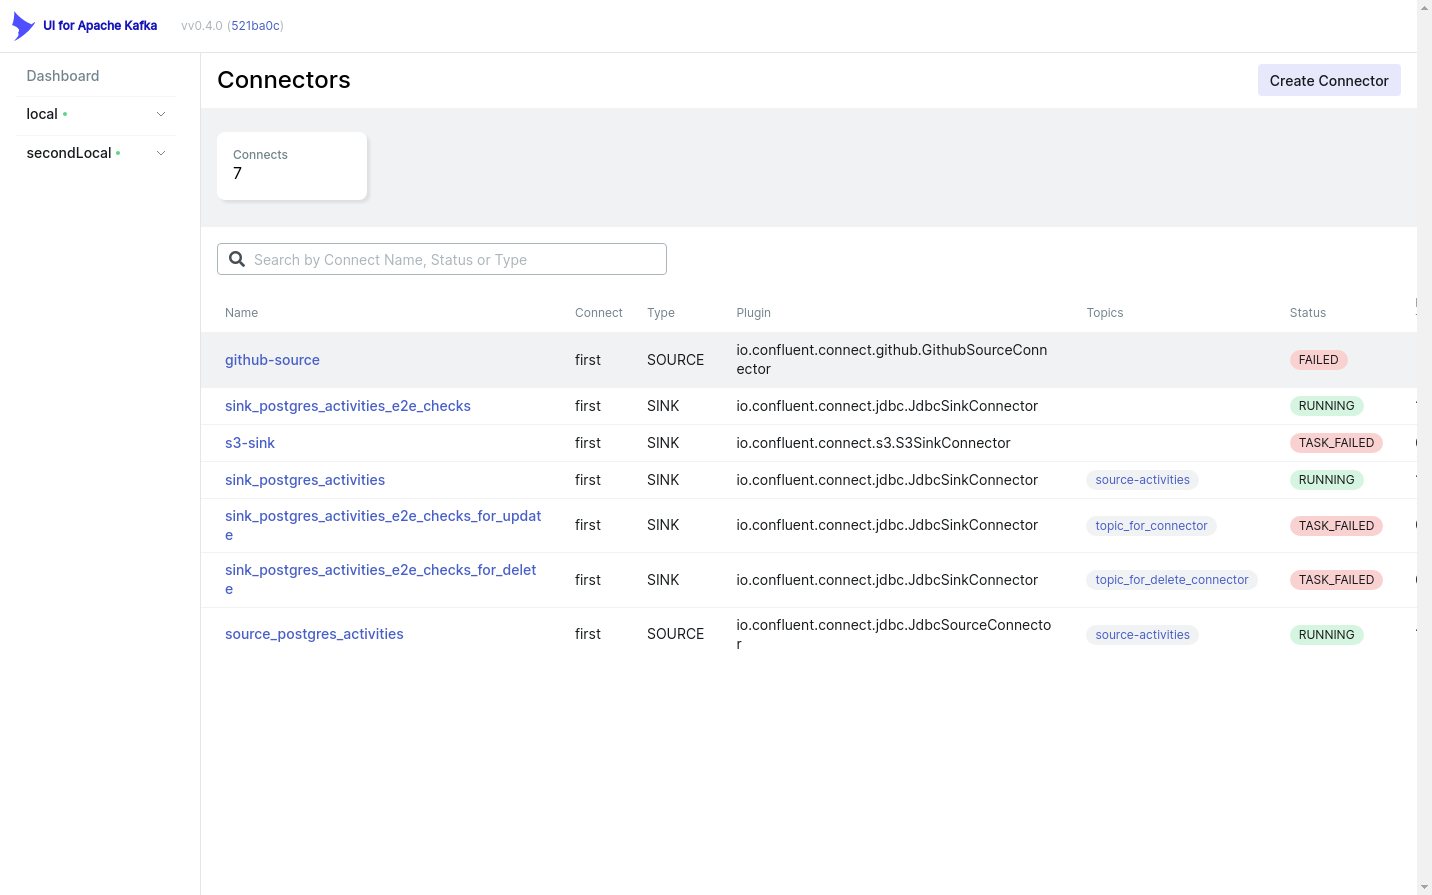 UI for Apache Kafka vv0.4.0 (521ba0c)
Dashboard
local
secondLocal
Connectors
Create Connector
Connects
7
Search by Connect Name, Status or Type
Name Connect Type Plugin Topics Status
github-source first SOURCE io.confluent.connect.github.GithubSourceConn
ector FAILED
sink_postgres_activities_e2e_checks first SINK io.confluent.connect.jdbc.JdbcSinkConnector RUNNING
s3-sink first SINK io.confluent.connect.s3.S3SinkConnector TASK_FAILED
sink_postgres_activities first SINK io.confluent.connect.jdbc.JdbcSinkConnector source-activities RUNNING
sink_postgres_activities_e2e_checks_for_updat
e first SINK io.confluent.connect.jdbc.JdbcSinkConnector topic_for_connector TASK_FAILED
sink_postgres_activities_e2e_checks_for_delet
e first SINK io.confluent.connect.jdbc.JdbcSinkConnector topic_for_delete_connector TASK_FAILED
source_postgres_activities first SOURCE io.confluent.connect.jdbc.JdbcSourceConnecto
r source-activities RUNNING